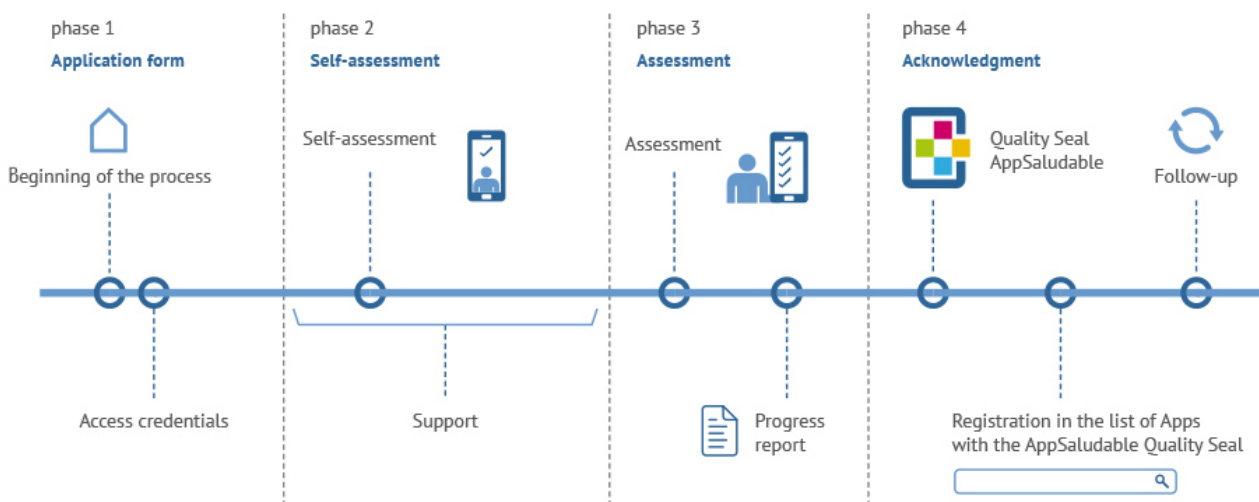 phase 1
Application form
Beginning of the process
Access credentials
phase 2
Self-assessment
Self-assessment
Support
phase 3
Assessment
Assessment
Progress
report
phase 4
Acknowledgment
Quality Seal
AppSaludable
Follow-up
Registration in the list of Apps
with the AppSaludable Quality Seal